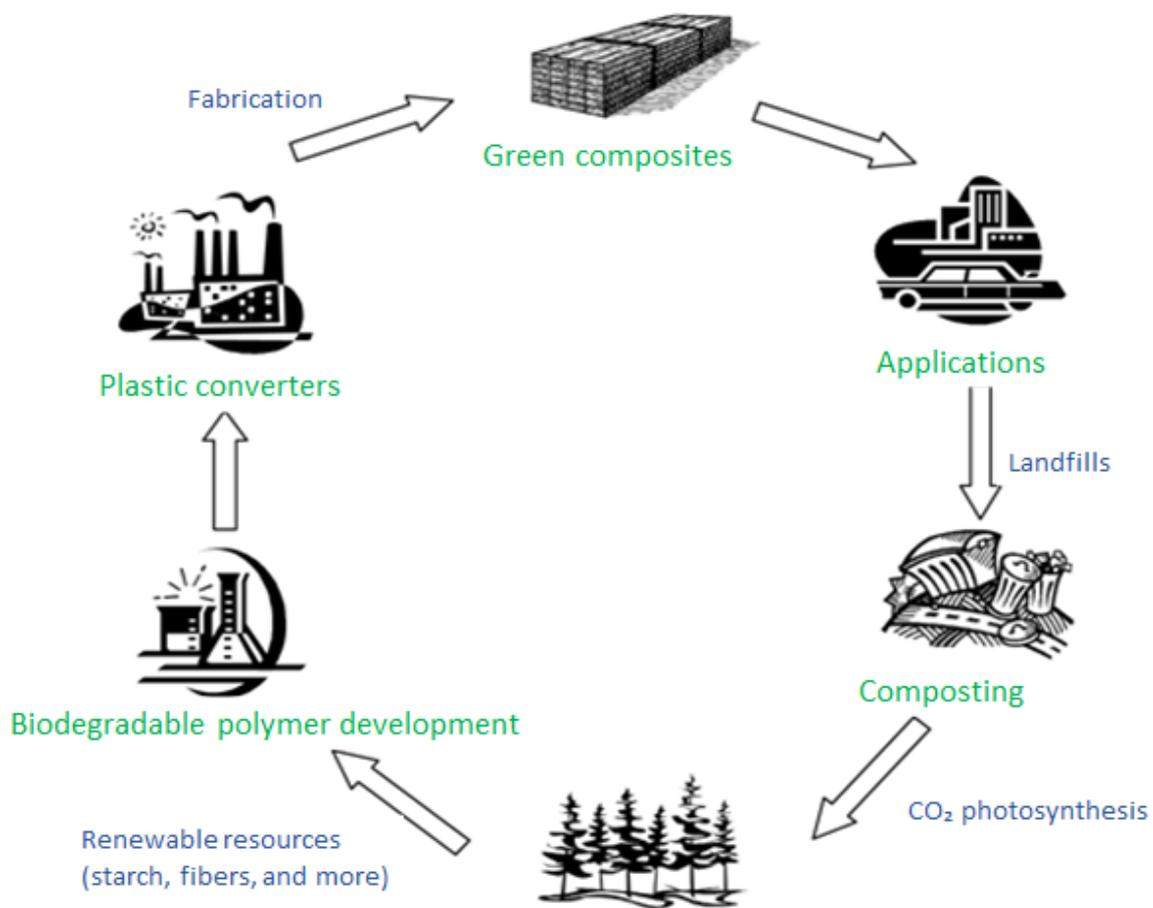 Fabrication
Green composites
Plastic converters
Applications
Landfills
Biodegradable polymer development
Composting
CO₂ photosynthesis
Renewable resources
(starch, fibers, and more)